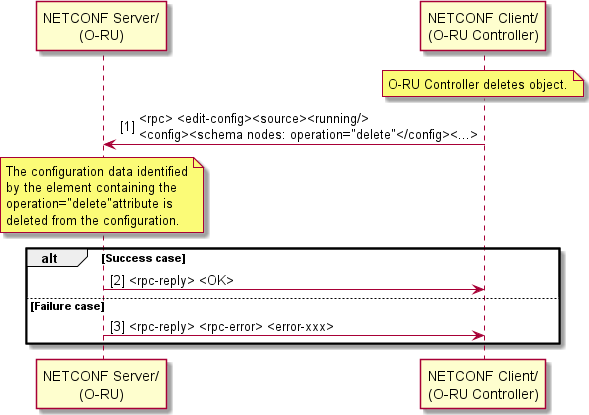 NETCONF Server/
(O-RU)
NETCONF Client/
(O-RU Controller)
O-RU Controller deletes object.
[1] <rpc> <edit-config><source><running/>
<config><schema nodes: operation="delete"</config><...>
The configuration data identified
by the element containing the
operation="delete"attribute is
deleted from the configuration.
alt [Success case]
[2] <rpc-reply> <OK>
[Failure case]
[3] <rpc-reply> <rpc-error> <error-xxx>
NETCONF Server/
(O-RU)
NETCONF Client/
(O-RU Controller)